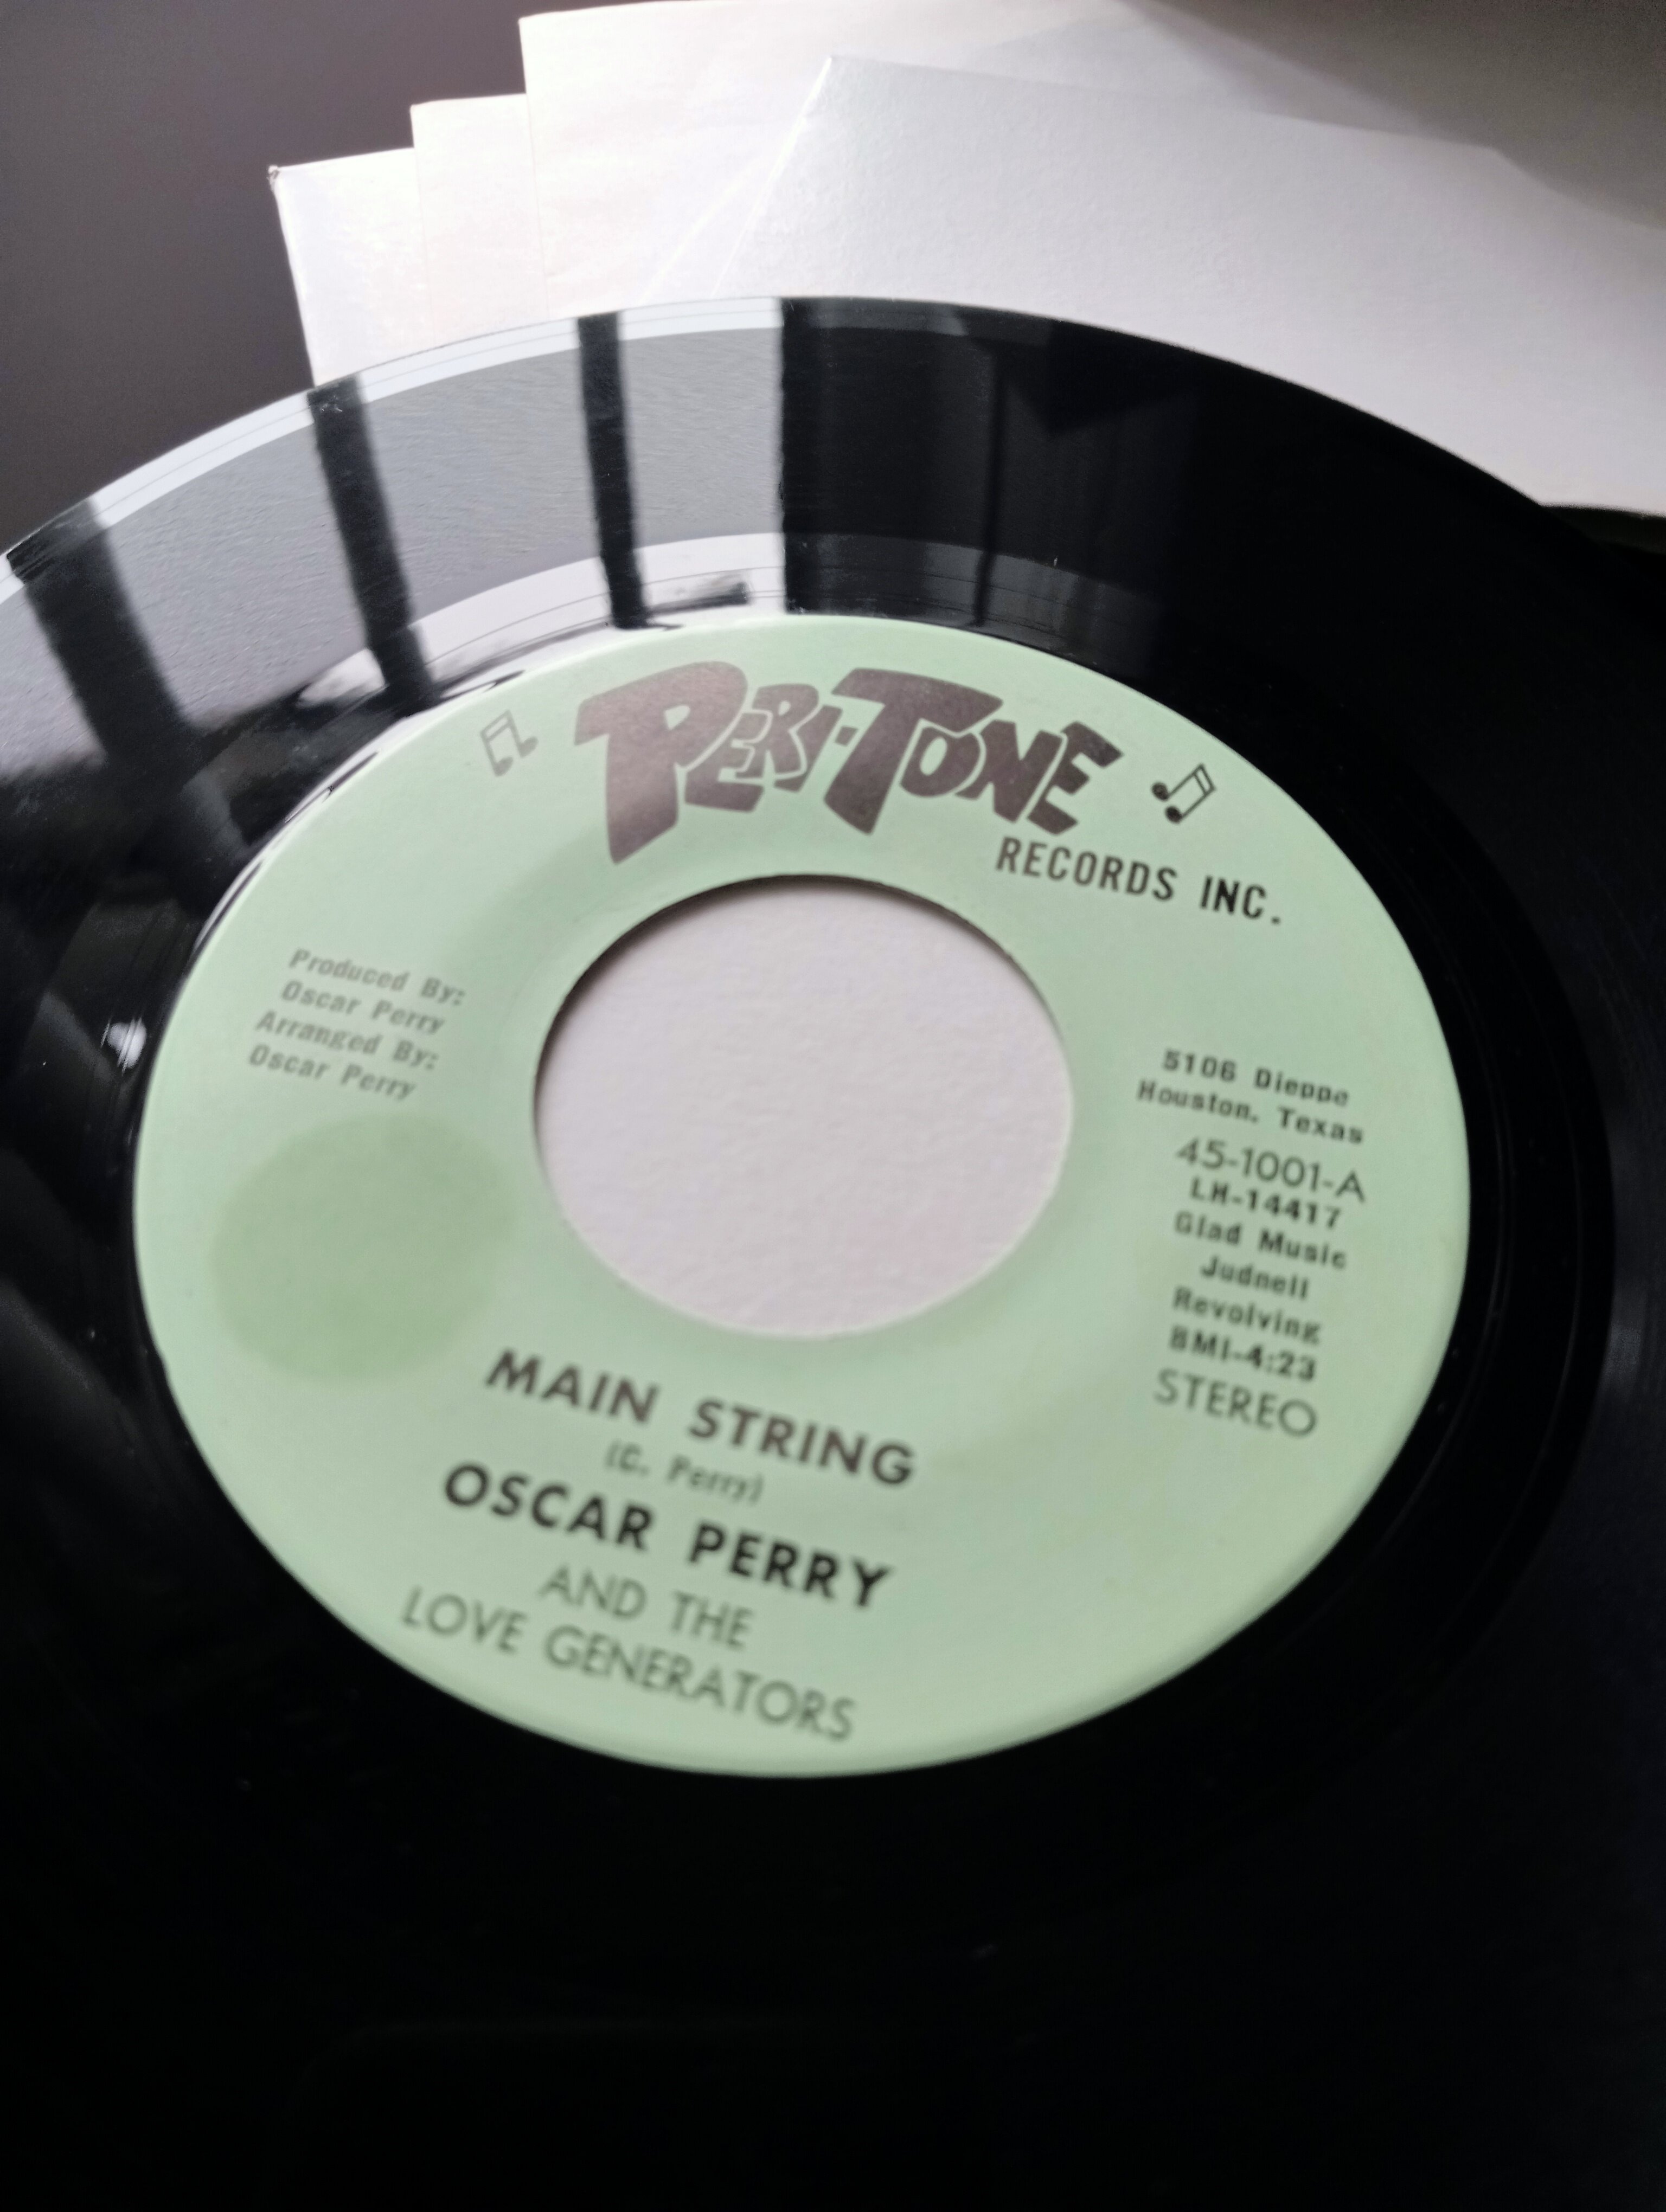 PERI-TONE
RECORDS INC.
Produced By:
Oscar Perry
Arranged By:
Oscar Perry
5106 Dieppe
Houston, Texas
45-1001-A
LH-14417
Glad Music
Judnell
Revolving
BMI-4:23
STEREO
MAIN STRING
Perry)
OSCAR PERRY
AND THE
LOVE GENERATORS